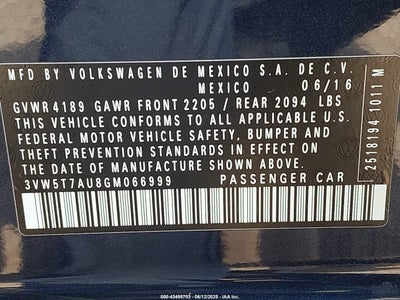 MFD BY VOLKSWAGEN DE MEXICO S.A. DE C.V.
MEXICO 06/16
GVWR 4189 GAWR FRONT 2205 / REAR 2094 LBS
THIS VEHICLE CONFORMS TO ALL APPLICABLE U.S.
FEDERAL MOTOR VEHICLE SAFETY, BUMPER AND
THEFT PREVENTION STANDARDS IN EFFECT ON THE
DATE OF MANUFACTURE SHOWN ABOVE.
3VW5T7AU8GM066999 PASSENGER CAR
2518194 1011 M
000-42495703 - 06/12/2025 - IAA Inc.